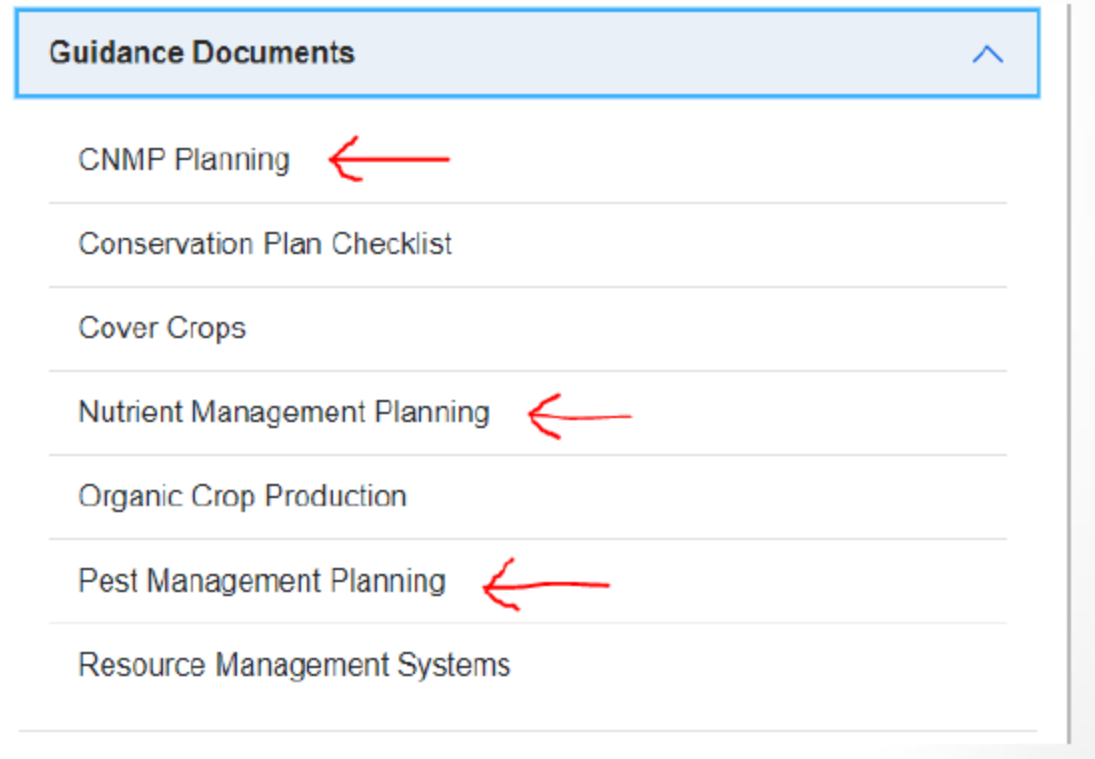 Guidance Documents
CNMP Planning
Conservation Plan Checklist
Cover Crops
Nutrient Management Planning
Organic Crop Production
Pest Management Planning
Resource Management Systems